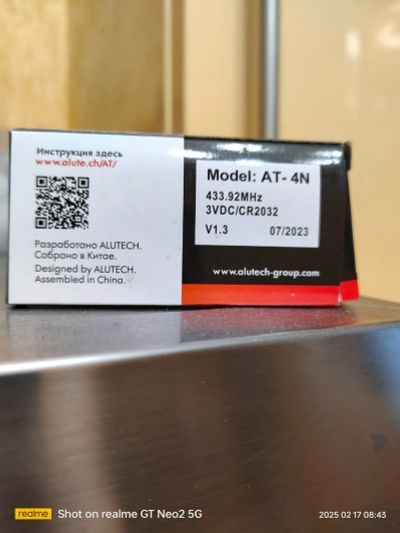 Инструкция здесь
www.alute.ch/AT/
Разработано ALUTECH.
Собрано в Китае.
Designed by ALUTECH.
Assembled in China.
Model: AT- 4N
433.92MHz
3VDC/CR2032
V1.3 07/2023
www.alutech-group.com
realme Shot on realme GT Neo2 5G
2025 02 17 08:43